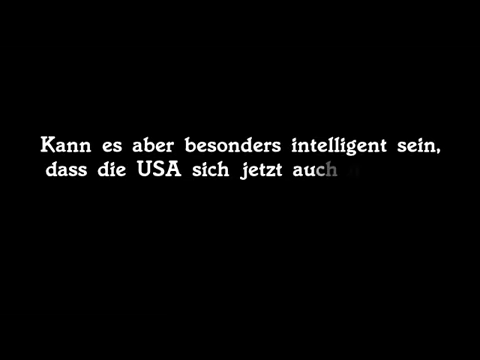 Kann es aber besonders intelligent sein,
dass die USA sich jetzt auch